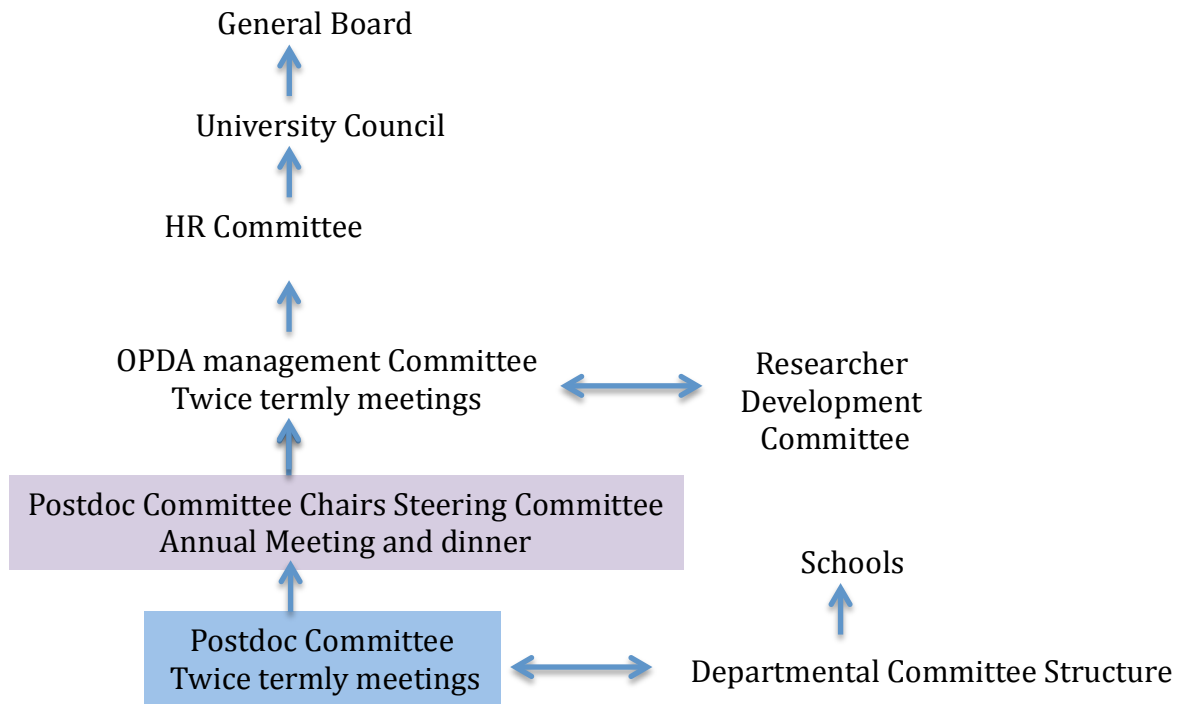 General Board
University Council
HR Committee
OPDA management Committee
Twice termly meetings
Researcher
Development
Committee
Postdoc Committee Chairs Steering Committee
Annual Meeting and dinner
Schools
Postdoc Committee
Twice termly meetings
Departmental Committee Structure